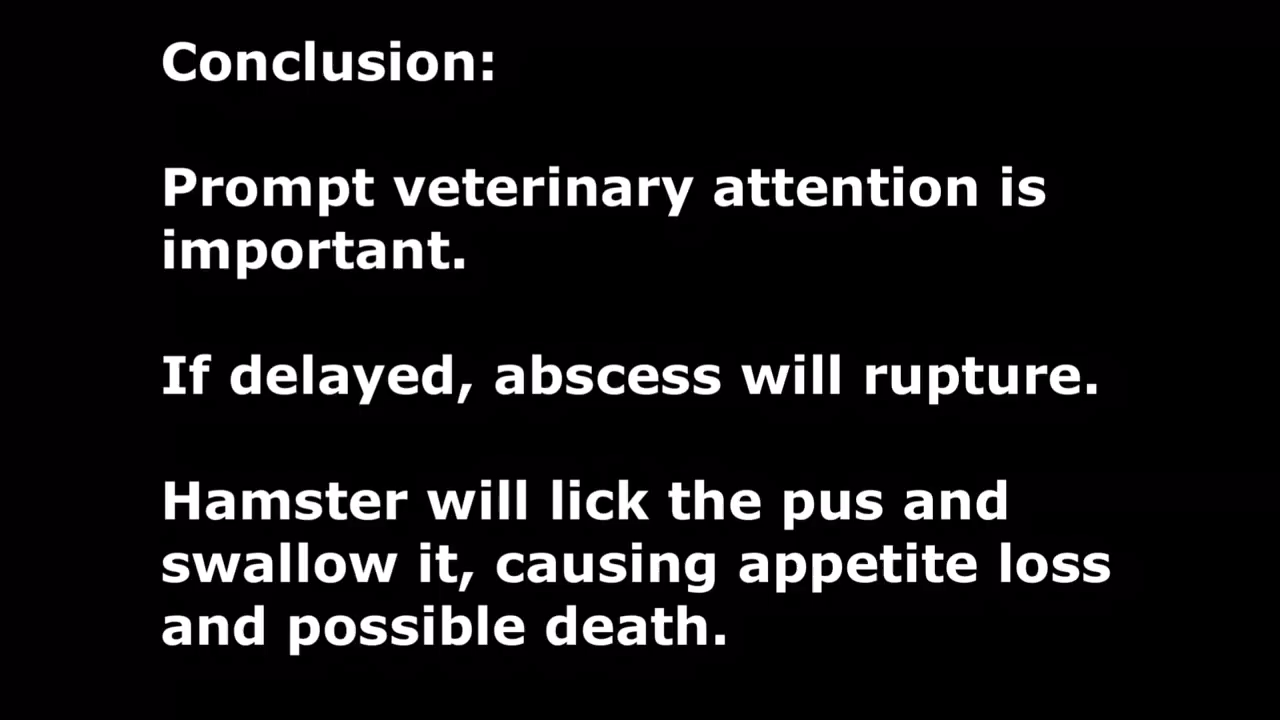 Conclusion:
Prompt veterinary attention is
important.
If delayed, abscess will rupture.
Hamster will lick the pus and
swallow it, causing appetite loss
and possible death.